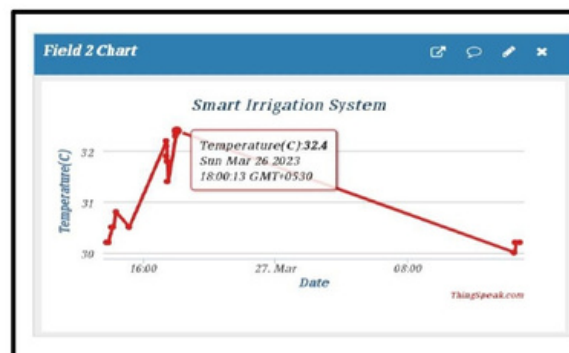 Field 2 Chart
Smart Irrigation System
Temperature(C)
32
31
30
Temperature(C):32.4
Sun Mar 26 2023
18:00:13 GMT+0530
16:00
27. Mar
08:00
Date
ThingSpeak.com